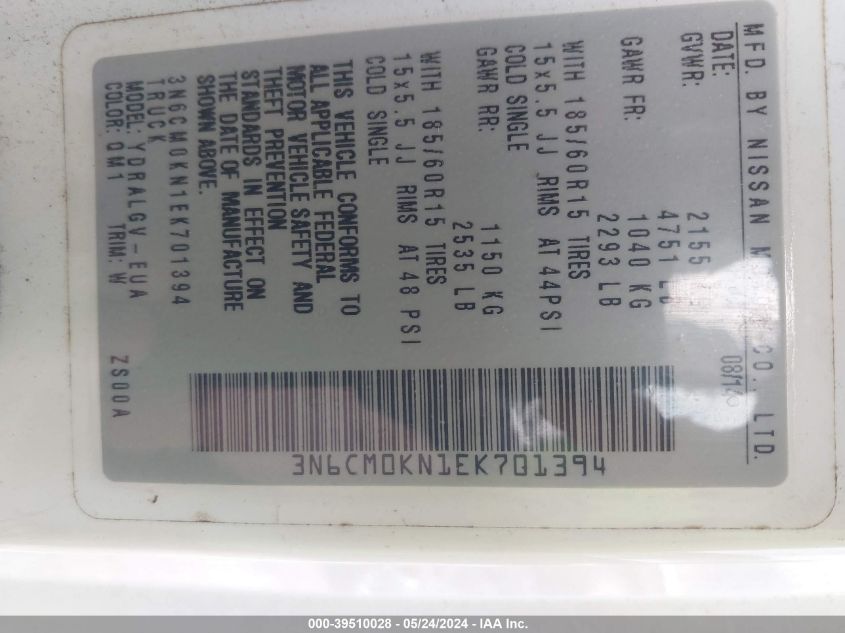 MFD. BY NISSAN M CO., LTD.
DATE: 08/1
GVWR: 2155
4751 LB
GAWR FR: 1040 KG
2293 LB
WITH 185/60R15 TIRES
15x5.5 JJ RIMS AT 44PSI
COLD SINGLE
GAWR RR: 1150 KG
2535 LB
WITH 185/60R15 TIRES
15x5.5 JJ RIMS AT 48 PSI
COLD SINGLE
THIS VEHICLE CONFORMS TO
ALL APPLICABLE FEDERAL
MOTOR VEHICLE SAFETY AND
THEFT PREVENTION
STANDARDS IN EFFECT ON
THE DATE OF MANUFACTURE
SHOWN ABOVE.
3N6CM0KN1EK701394
TRUCK
MODEL: YDRALGV-EUA
COLOR: QM1 TRIM: W ZS00A
3N6CM0KN1EK701394
000-39510028 - 05/24/2024 - IAA Inc.